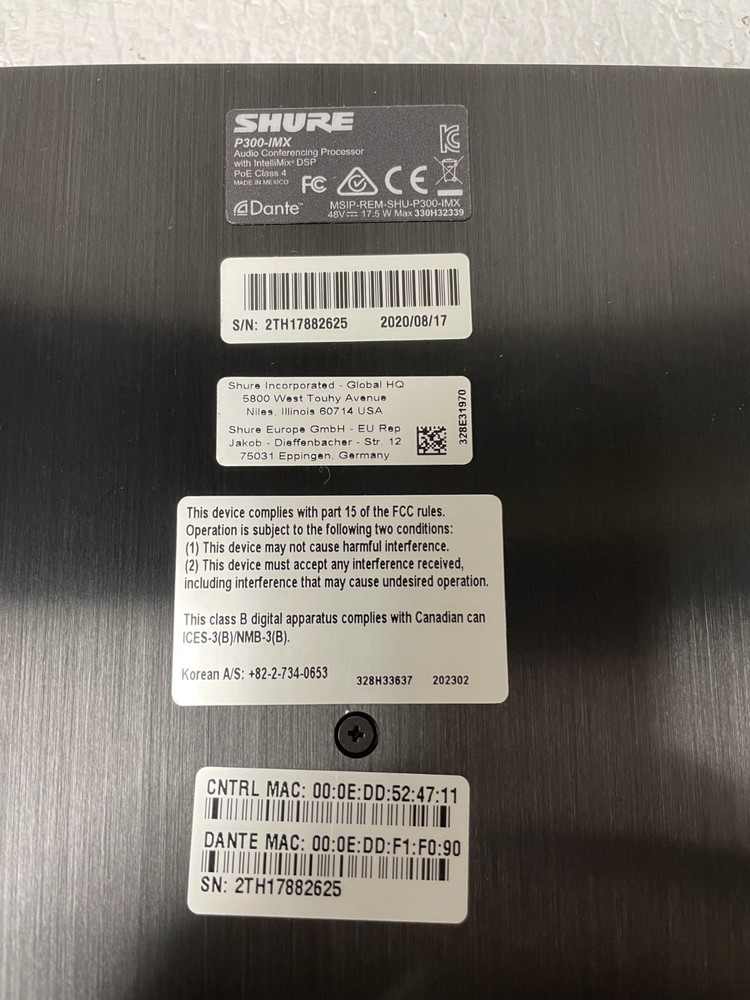 SHURE
P300-IMX
Audio Conferencing Processor
with IntelliMix® DSP
PoE Class 4
MADE IN MEXICO
FC CE
Dante™
MSIP-REM-SHU-P300-IMX
48V⎓ 17.5 W Max 330H32339
S/N: 2TH17882625 2020/08/17
Shure Incorporated - Global HQ
5800 West Touhy Avenue
Niles, Illinois 60714 USA
Shure Europe GmbH - EU Rep
Jakob - Dieffenbacher - Str. 12
75031 Eppingen, Germany
328E31970
This device complies with part 15 of the FCC rules.
Operation is subject to the following two conditions:
(1) This device may not cause harmful interference.
(2) This device must accept any interference received,
including interference that may cause undesired operation.
This class B digital apparatus complies with Canadian can
ICES-3(B)/NMB-3(B).
Korean A/S: +82-2-734-0653 328H33637 202302
CNTRL MAC: 00:0E:DD:52:47:11
DANTE MAC: 00:0E:DD:F1:F0:90
SN: 2TH17882625